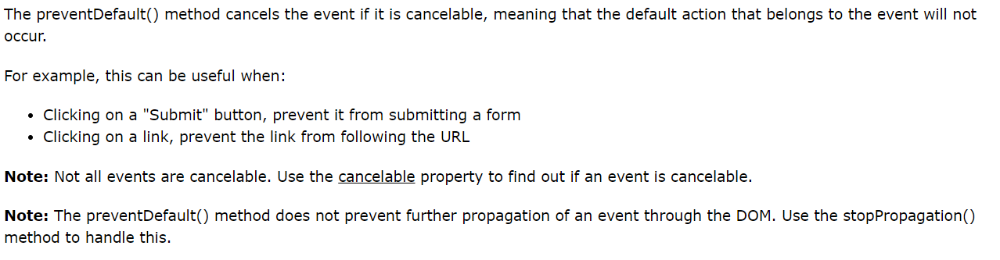 The preventDefault() method cancels the event if it is cancelable, meaning that the default action that belongs to the event will not
occur.
For example, this can be useful when:
• Clicking on a "Submit" button, prevent it from submitting a form
• Clicking on a link, prevent the link from following the URL
Note: Not all events are cancelable. Use the cancelable property to find out if an event is cancelable.
Note: The preventDefault() method does not prevent further propagation of an event through the DOM. Use the stopPropagation()
method to handle this.